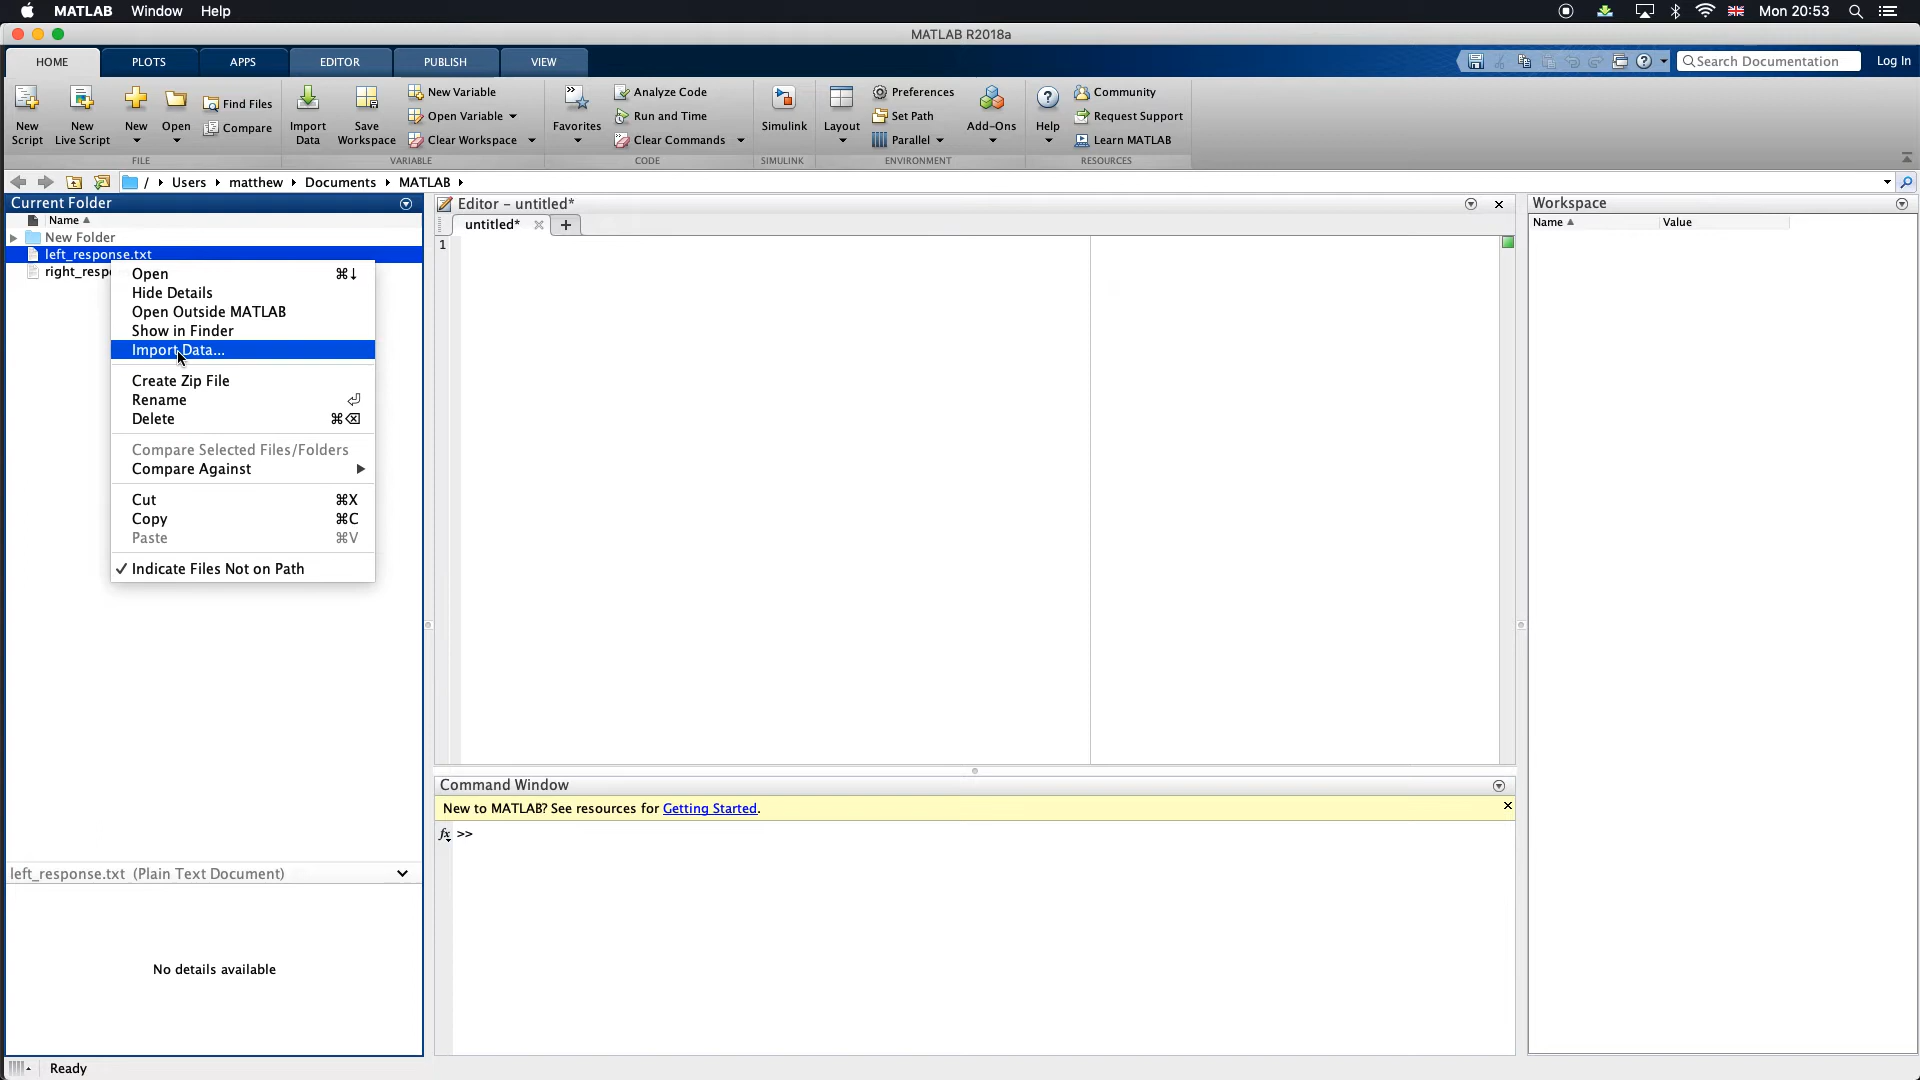 MATLAB Window Help Mon 20:53
MATLAB R2018a
HOME PLOTS APPS EDITOR PUBLISH VIEW Search Documentation Log In
New Script
New Live Script
New
Open
Find Files
Compare
FILE
Import Data
Save Workspace
New Variable
Open Variable
Clear Workspace
VARIABLE
Favorites
Analyze Code
Run and Time
Clear Commands
CODE
Simulink
SIMULINK
Layout
Preferences
Set Path
Parallel
Add-Ons
ENVIRONMENT
Help
Community
Request Support
Learn MATLAB
RESOURCES
/ Users matthew Documents MATLAB
Current Folder
Name
New Folder
left_response.txt
right_resp
Open ⌘↓
Hide Details
Open Outside MATLAB
Show in Finder
Import Data...
Create Zip File
Rename ⏎
Delete ⌘⌫
Compare Selected Files/Folders
Compare Against
Cut ⌘X
Copy ⌘C
Paste ⌘V
✓ Indicate Files Not on Path
left_response.txt (Plain Text Document)
No details available
Editor – untitled*
untitled* +
1
Command Window
New to MATLAB? See resources for Getting Started.
fx >>
Workspace
Name Value
Ready